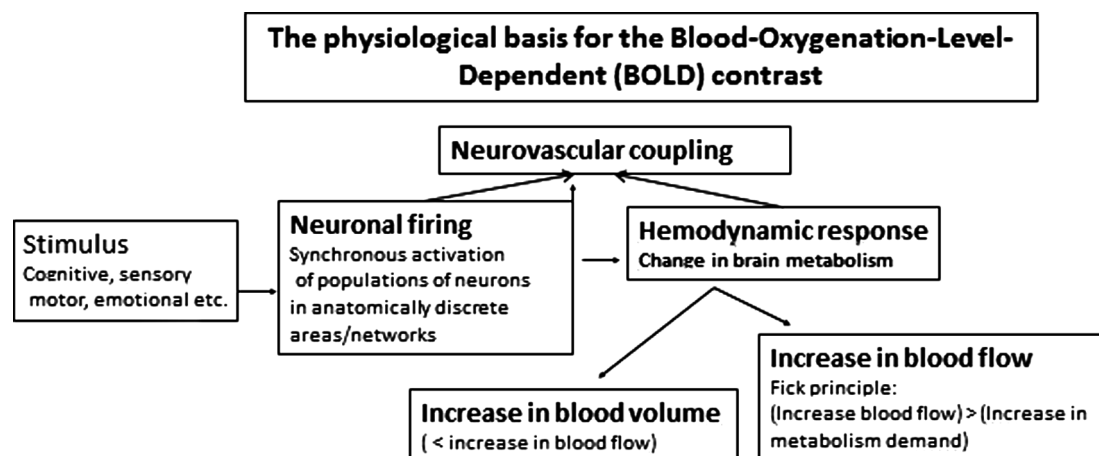 The physiological basis for the Blood-Oxygenation-Level-
Dependent (BOLD) contrast
Neurovascular coupling
Stimulus
Cognitive, sensory
motor, emotional etc.
Neuronal firing
Synchronous activation
of populations of neurons
in anatomically discrete
areas/networks
Hemodynamic response
Change in brain metabolism
Increase in blood volume
( < increase in blood flow)
Increase in blood flow
Fick principle:
(Increase blood flow) > (Increase in
metabolism demand)